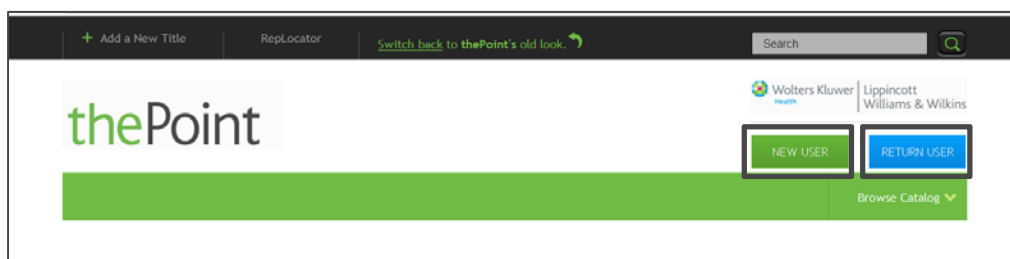 + Add a New Title
RepLocator
Switch back to thePoint's old look.
Search
thePoint
Wolters Kluwer
Health
Lippincott
Williams & Wilkins
NEW USER
RETURN USER
Browse Catalog